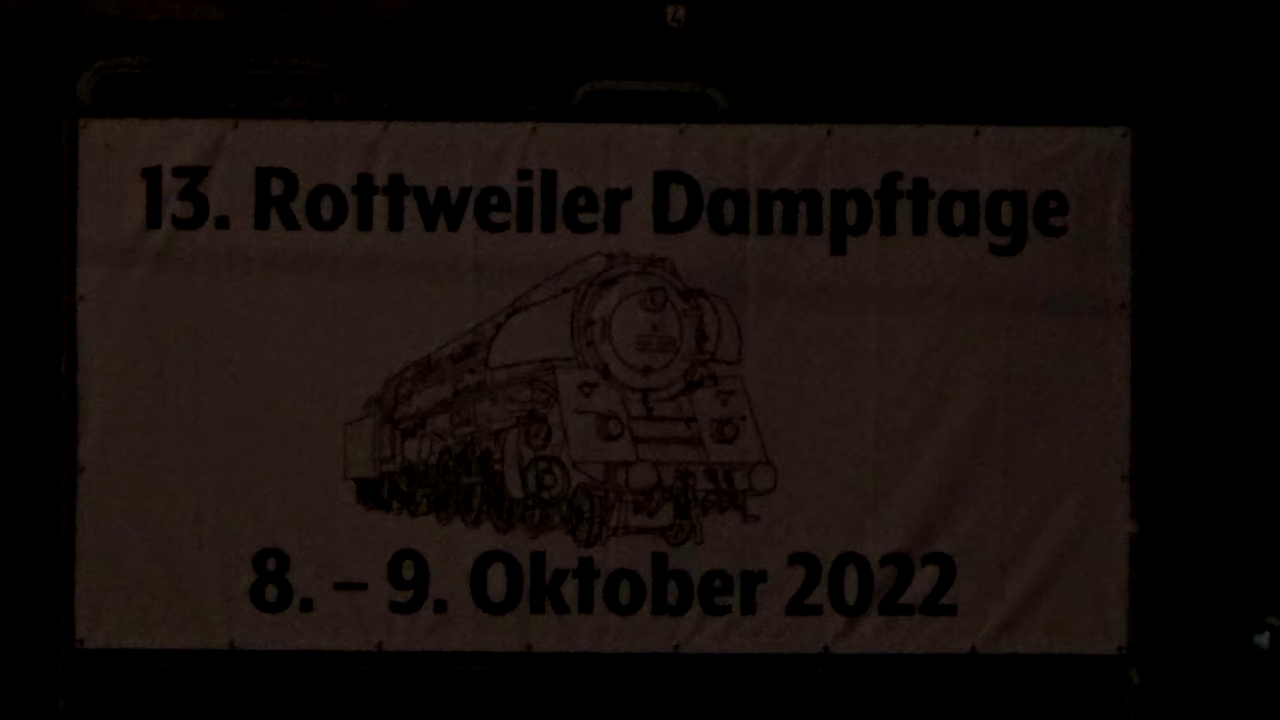 13. Rottweiler Dampftage
8. – 9. Oktober 2022